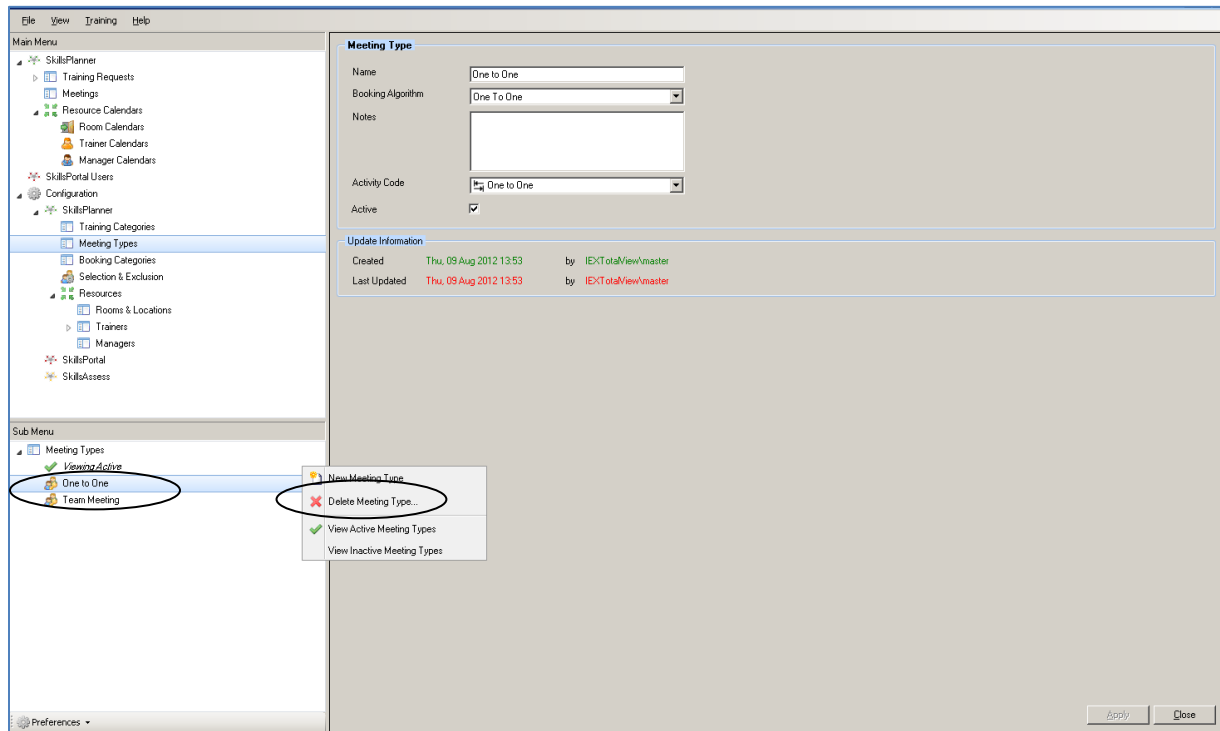 File View Training Help
Main Menu
SkillsPlanner
Training Requests
Meetings
Resource Calendars
Room Calendars
Trainer Calendars
Manager Calendars
SkillsPortal Users
Configuration
SkillsPlanner
Training Categories
Meeting Types
Booking Categories
Selection & Exclusion
Resources
Rooms & Locations
Trainers
Managers
SkillsPortal
SkillsAssess
Sub Menu
Meeting Types
Viewing Active
One to One
Team Meeting
Preferences
New Meeting Type
Delete Meeting Type...
View Active Meeting Types
View Inactive Meeting Types
Meeting Type
Name One to One
Booking Algorithm One To One
Notes
Activity Code One to One
Active
Update Information
Created Thu, 09 Aug 2012 13:53 by IEXTotalView\master
Last Updated Thu, 09 Aug 2012 13:53 by IEXTotalView\master
Apply Close